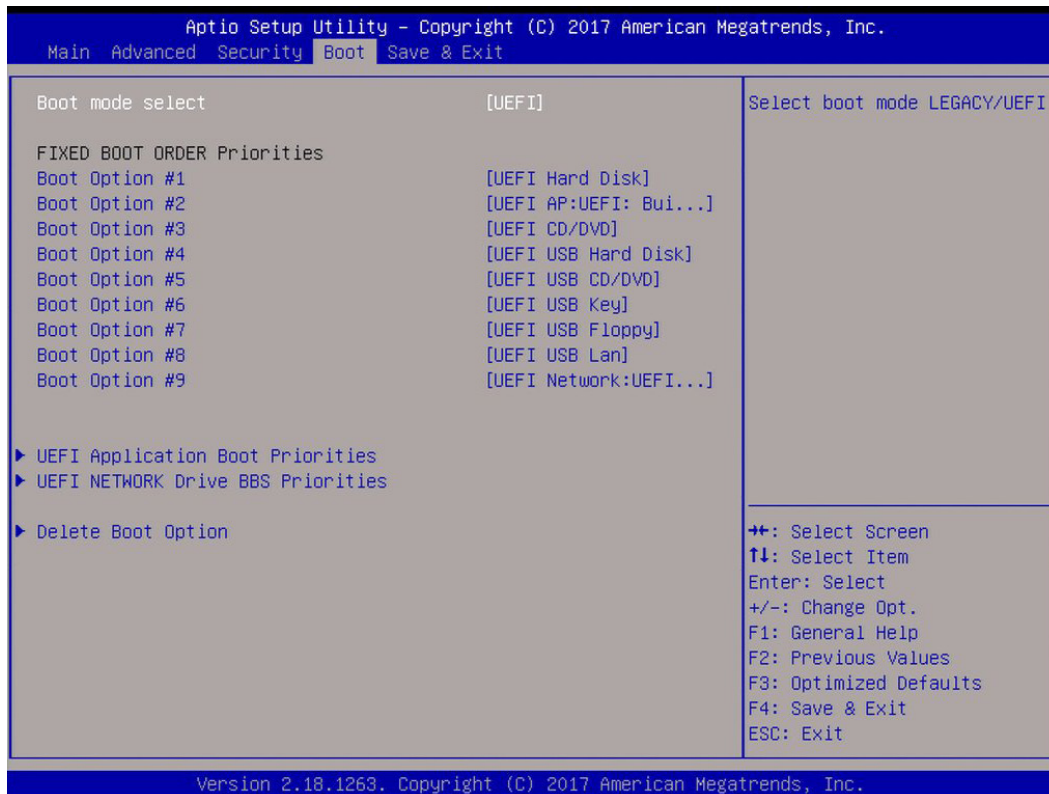 Aptio Setup Utility – Copyright (C) 2017 American Megatrends, Inc.
Main Advanced Security Boot Save & Exit
Boot mode select [UEFI]
FIXED BOOT ORDER Priorities
Boot Option #1 [UEFI Hard Disk]
Boot Option #2 [UEFI AP:UEFI: Bui...]
Boot Option #3 [UEFI CD/DVD]
Boot Option #4 [UEFI USB Hard Disk]
Boot Option #5 [UEFI USB CD/DVD]
Boot Option #6 [UEFI USB Key]
Boot Option #7 [UEFI USB Floppy]
Boot Option #8 [UEFI USB Lan]
Boot Option #9 [UEFI Network:UEFI...]
▶ UEFI Application Boot Priorities
▶ UEFI NETWORK Drive BBS Priorities
▶ Delete Boot Option
Select boot mode LEGACY/UEFI
→←: Select Screen
↑↓: Select Item
Enter: Select
+/-: Change Opt.
F1: General Help
F2: Previous Values
F3: Optimized Defaults
F4: Save & Exit
ESC: Exit
Version 2.18.1263. Copyright (C) 2017 American Megatrends, Inc.